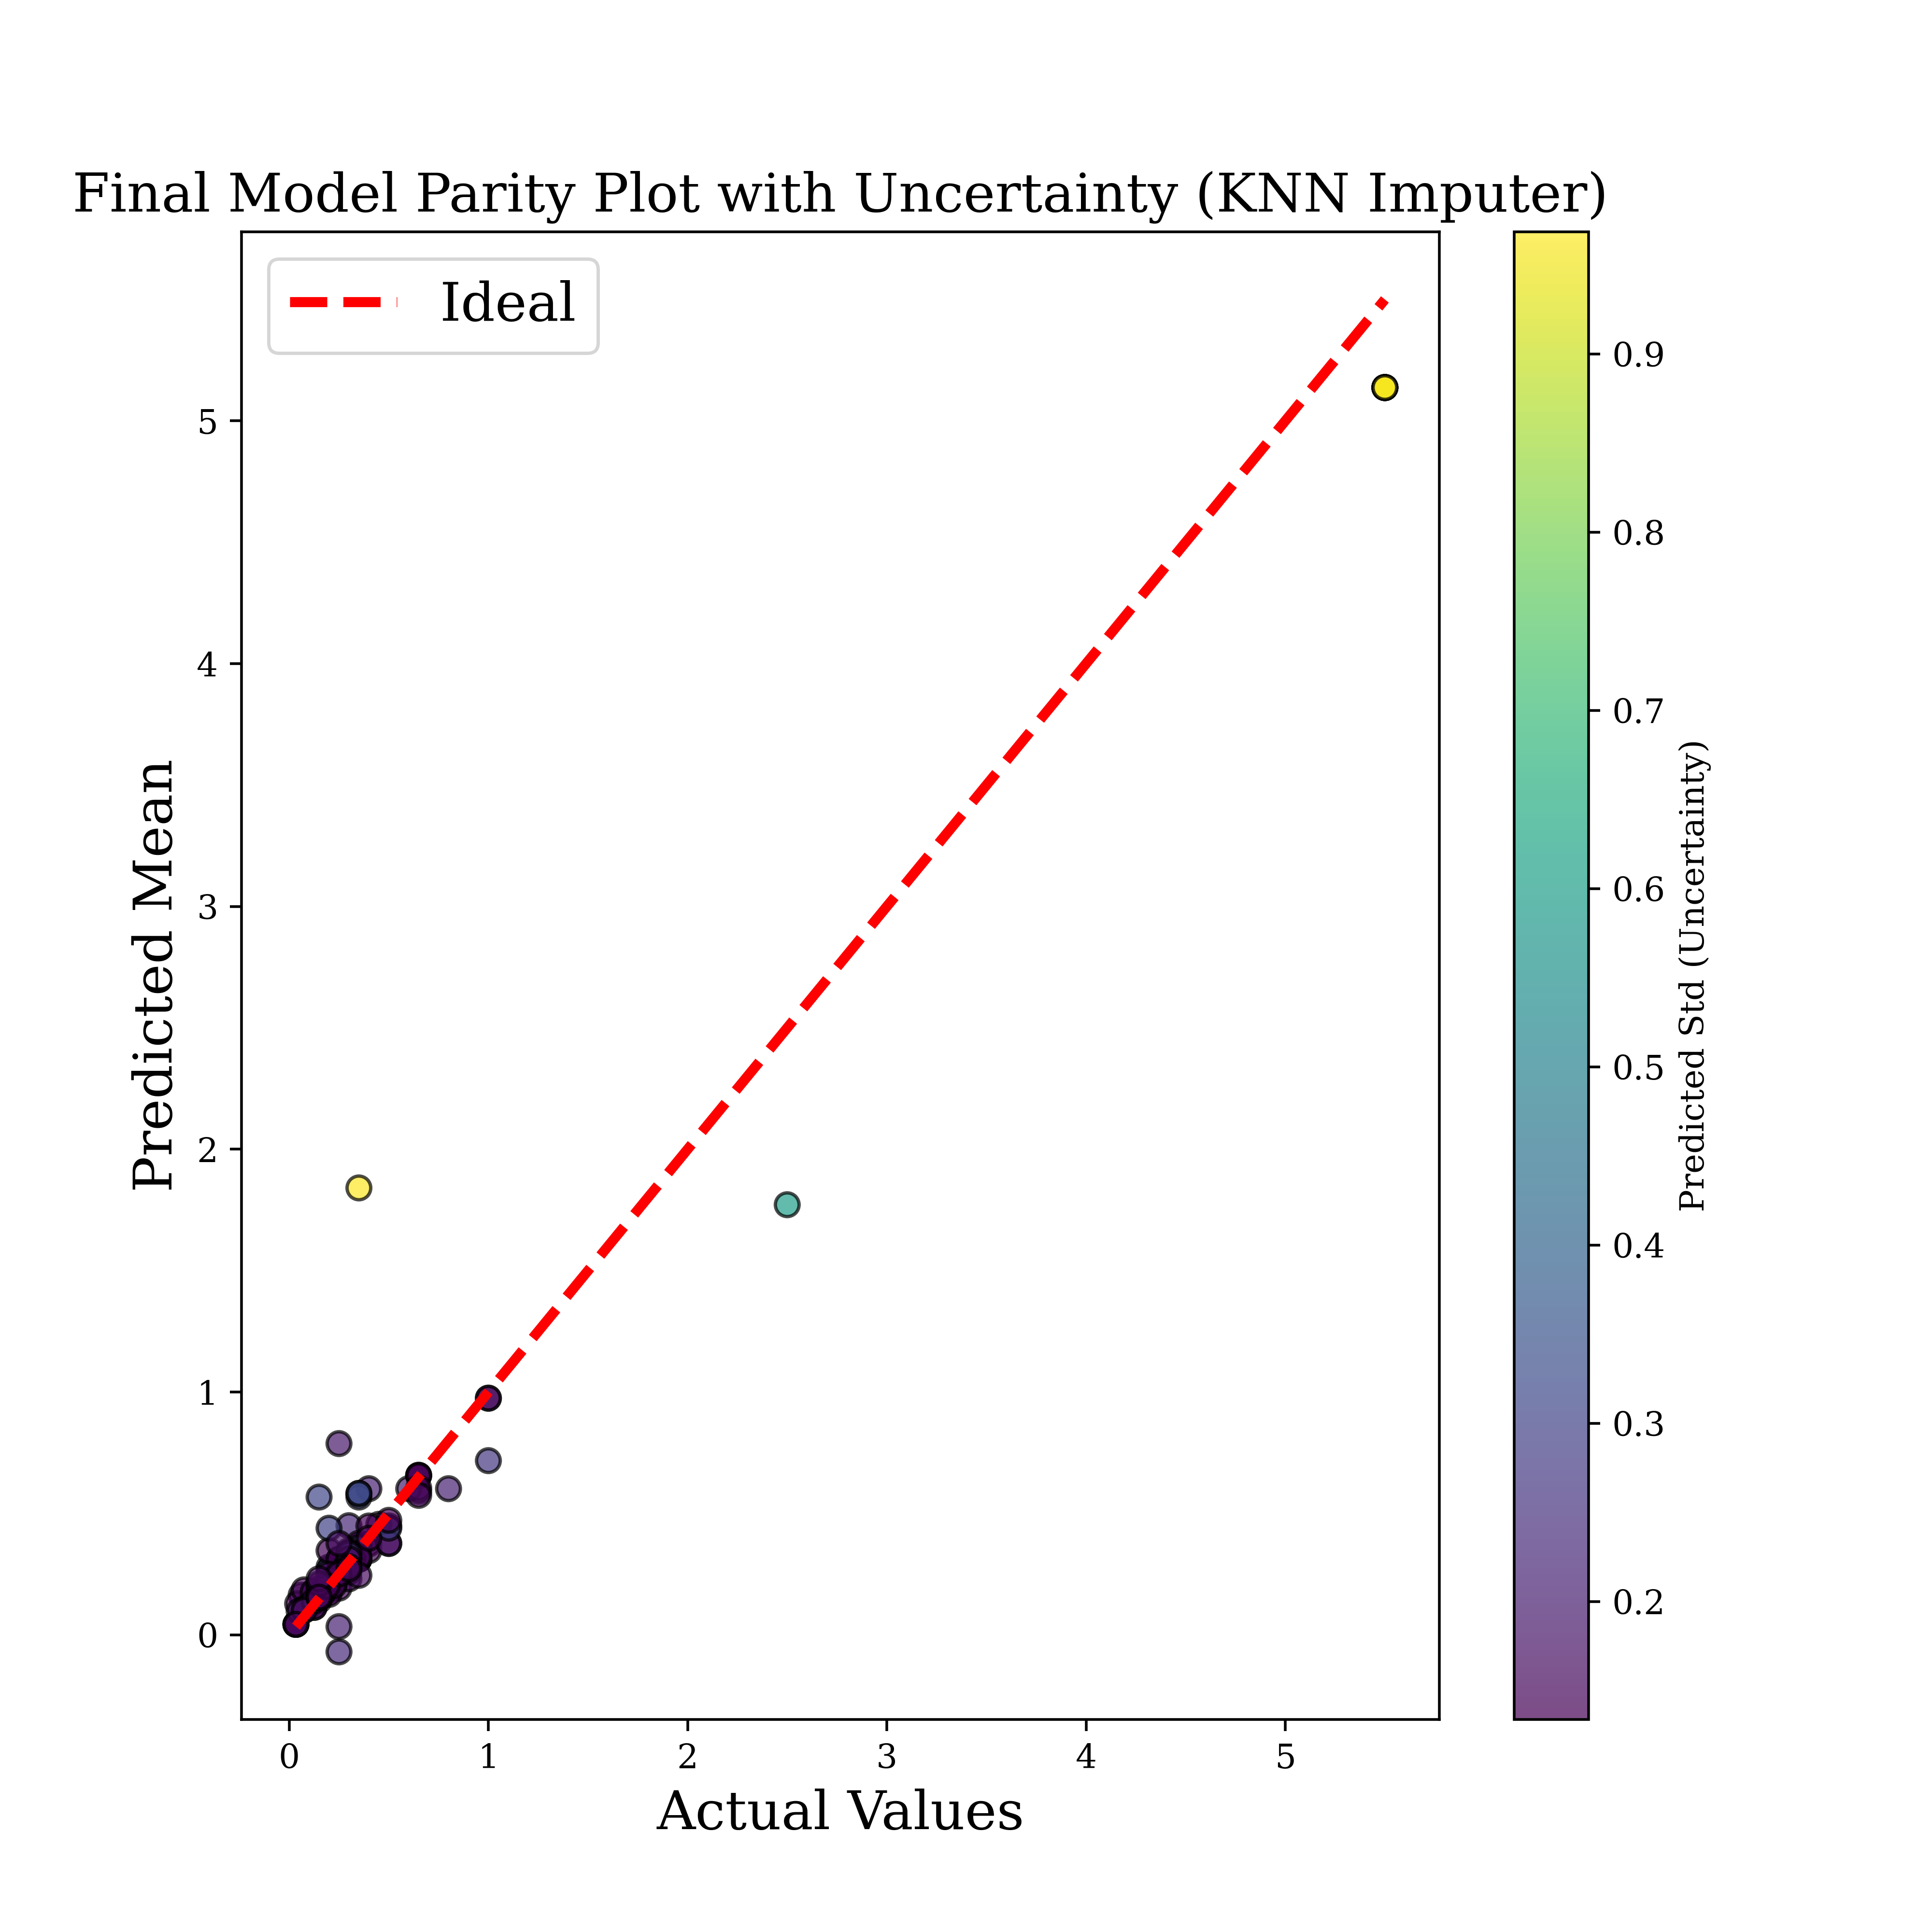 Final Model Parity Plot with Uncertainty (KNN Imputer)
Ideal
Predicted Mean
5
4
3
2
1
0
0 1 2 3 4 5
Actual Values
0.9
0.8
0.7
0.6
0.5
0.4
0.3
0.2
Predicted Std (Uncertainty)